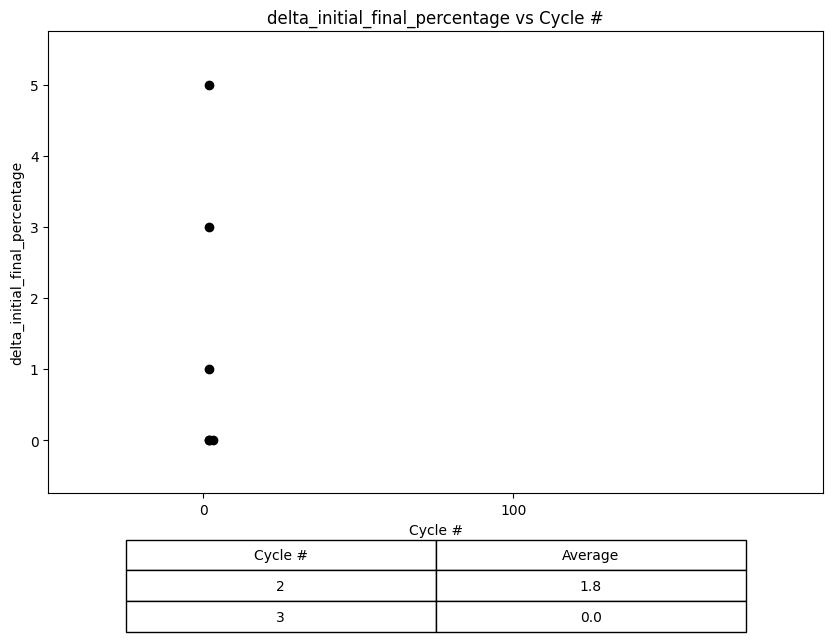 delta_initial_final_percentage vs Cycle #
delta_initial_final_percentage
5
4
3
2
1
0
0 100
Cycle #
Cycle # Average
2 1.8
3 0.0